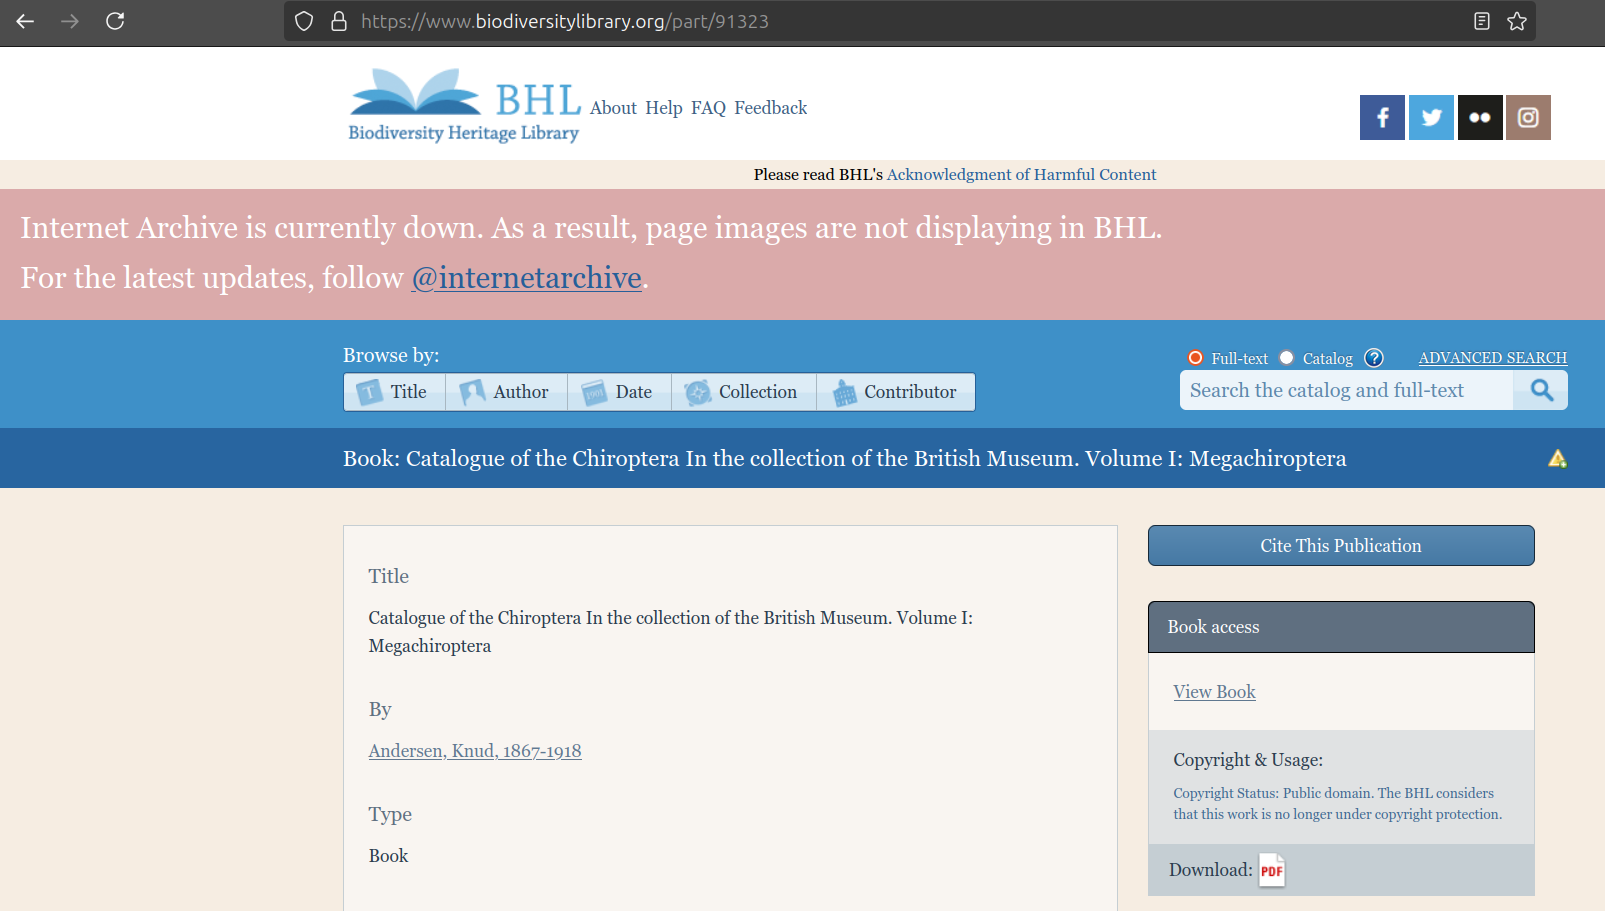 https://www.biodiversitylibrary.org/part/91323
BHL
Biodiversity Heritage Library
About Help FAQ Feedback
Please read BHL's Acknowledgment of Harmful Content
Internet Archive is currently down. As a result, page images are not displaying in BHL.
For the latest updates, follow @internetarchive.
Browse by:
Title Author Date Collection Contributor
Full-text Catalog ? ADVANCED SEARCH
Search the catalog and full-text
Book: Catalogue of the Chiroptera In the collection of the British Museum. Volume I: Megachiroptera
Title
Catalogue of the Chiroptera In the collection of the British Museum. Volume I:
Megachiroptera
By
Andersen, Knud, 1867-1918
Type
Book
Cite This Publication
Book access
View Book
Copyright & Usage:
Copyright Status: Public domain. The BHL considers
that this work is no longer under copyright protection.
Download: PDF